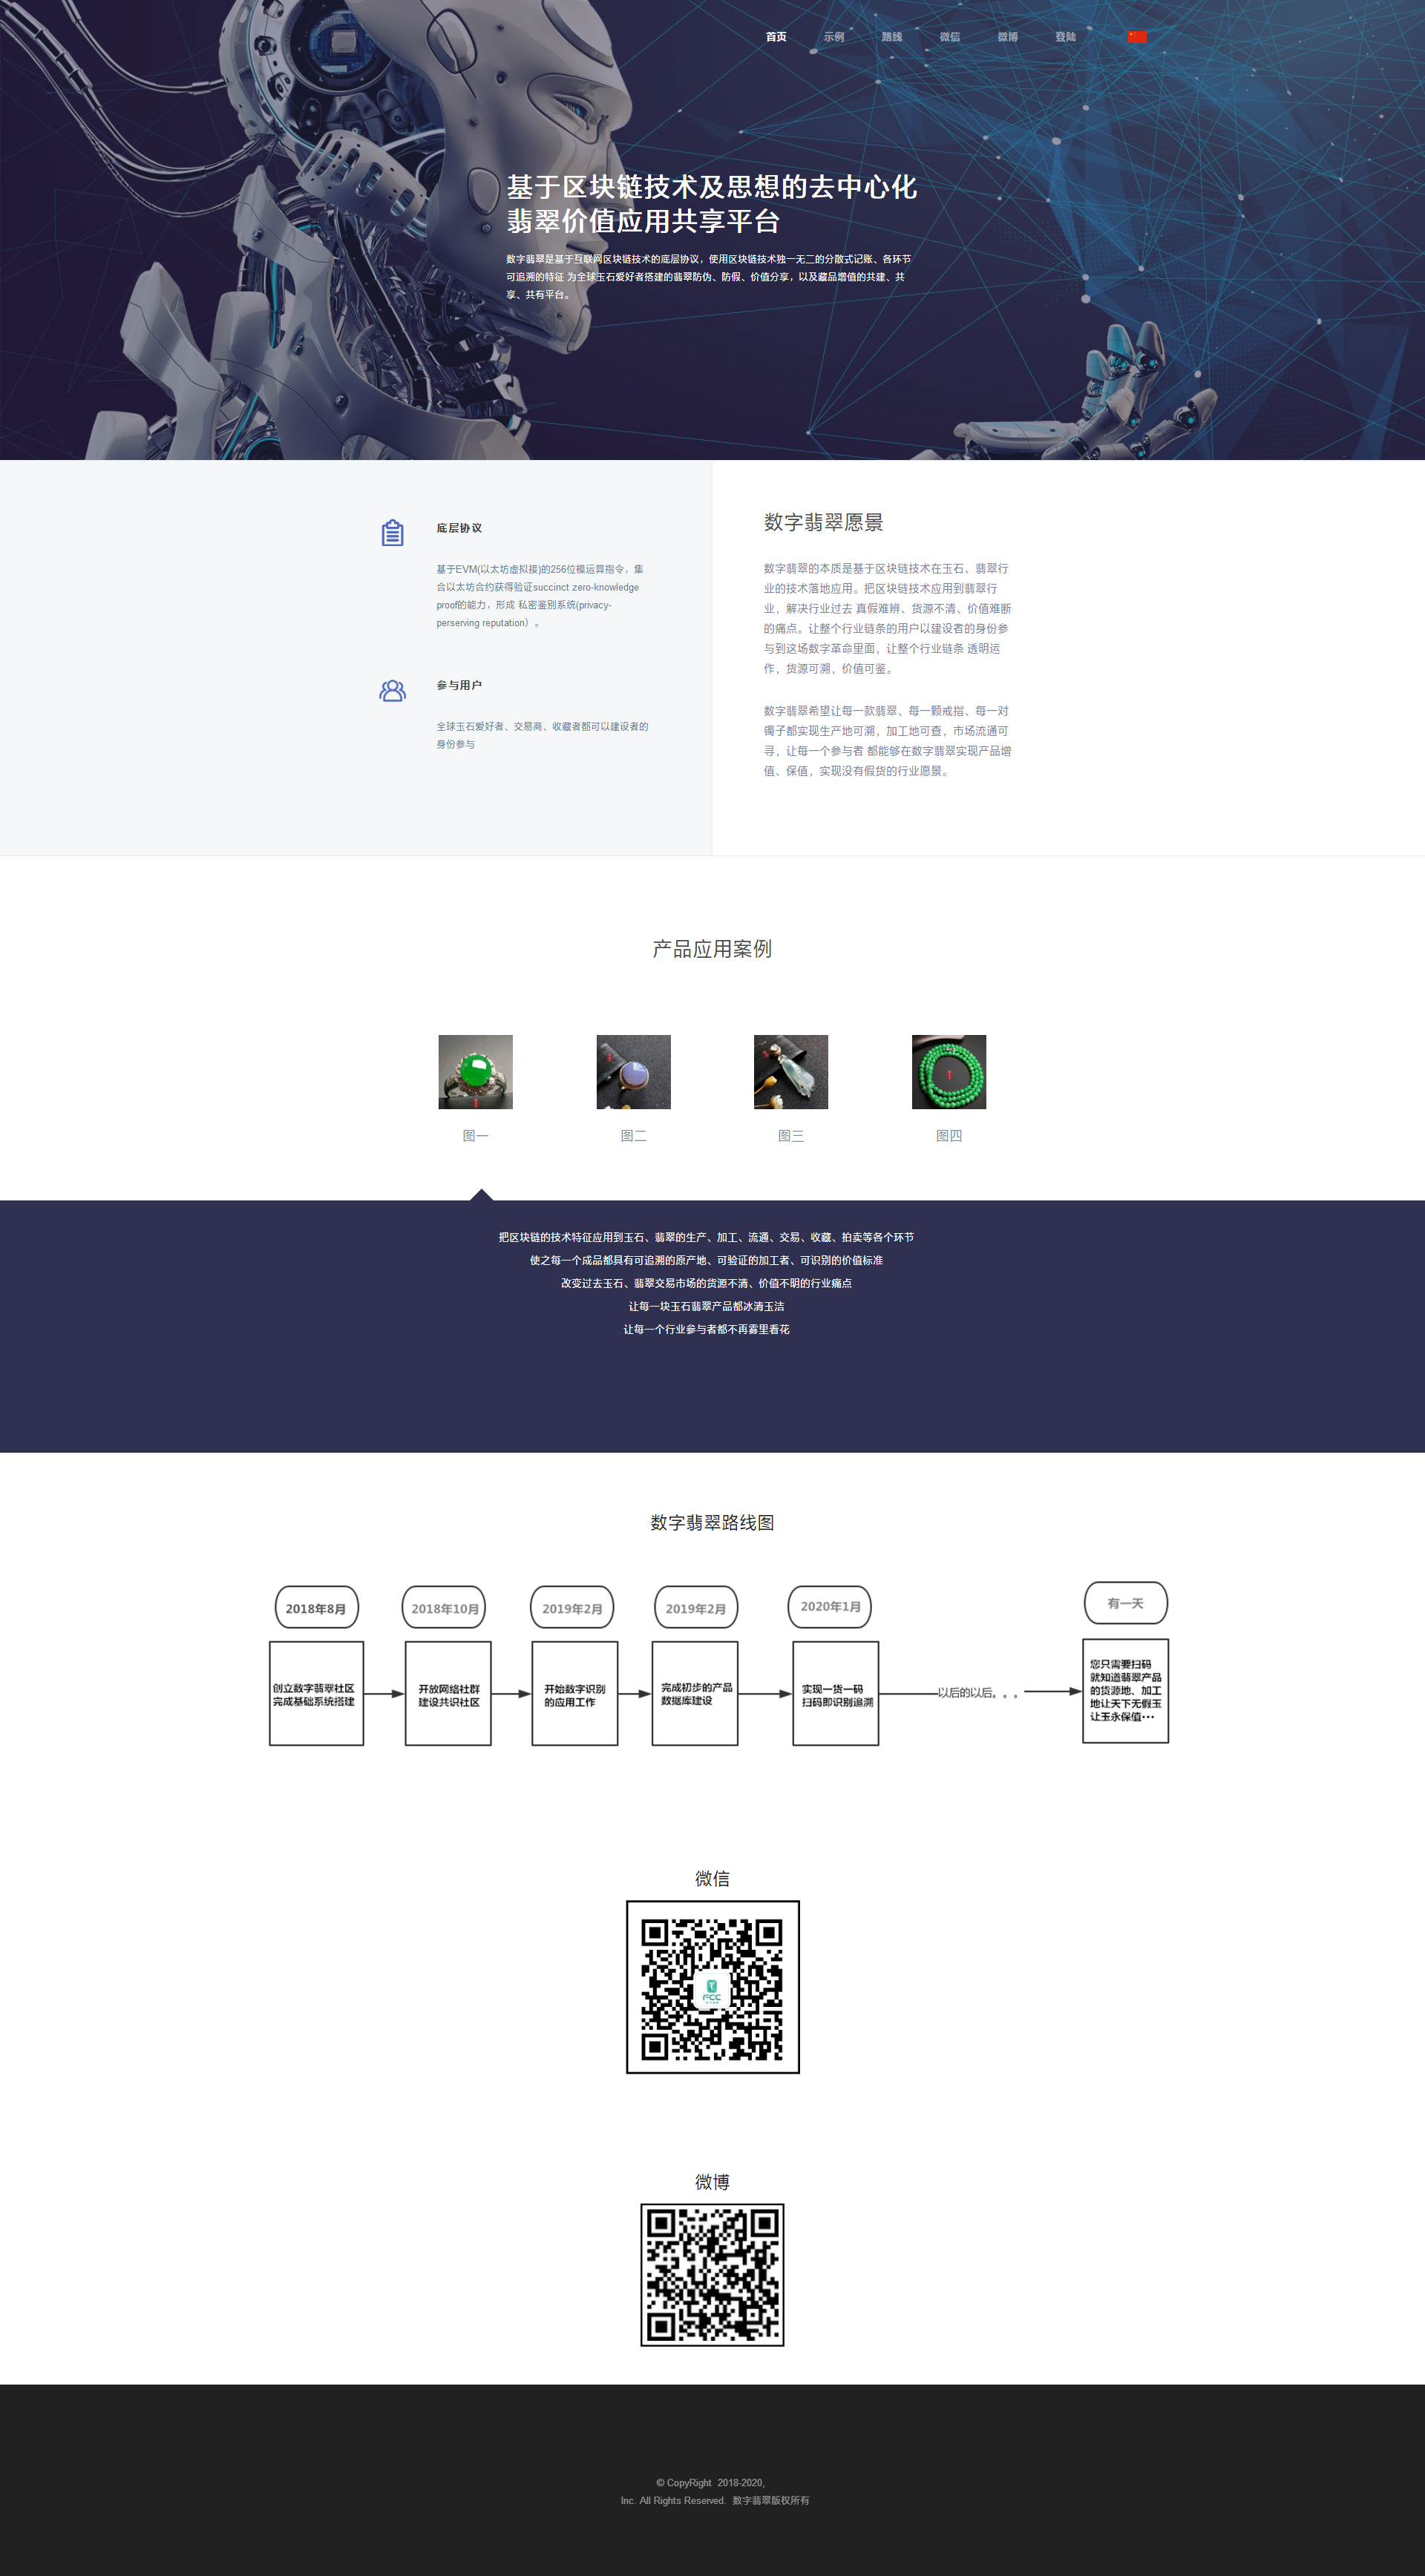 首页 示例 路线 微信 微博 登陆
基于区块链技术及思想的去中心化
翡翠价值应用共享平台
数字翡翠是基于互联网区块链技术的底层协议，使用区块链技术独一无二的分散式记账、各环节
可追溯的特征 为全球玉石爱好者搭建的翡翠防伪、防假、价值分享，以及藏品增值的共建、共
享、共有平台。
底层协议
基于EVM(以太坊虚拟接)的256位模运算指令，集
合以太坊合约获得验证succinct zero-knowledge
proof的能力，形成 私密鉴别系统(privacy-
perserving reputation）。
参与用户
全球玉石爱好者、交易商、收藏者都可以建设者的
身份参与
数字翡翠愿景
数字翡翠的本质是基于区块链技术在玉石、翡翠行
业的技术落地应用。把区块链技术应用到翡翠行
业，解决行业过去 真假难辨、货源不清、价值难断
的痛点。让整个行业链条的用户以建设者的身份参
与到这场数字革命里面，让整个行业链条 透明运
作，货源可溯，价值可鉴。
数字翡翠希望让每一款翡翠、每一颗戒指、每一对
镯子都实现生产地可溯，加工地可查，市场流通可
寻，让每一个参与者 都能够在数字翡翠实现产品增
值、保值，实现没有假货的行业愿景。
产品应用案例
图一 图二 图三 图四
把区块链的技术特征应用到玉石、翡翠的生产、加工、流通、交易、收藏、拍卖等各个环节
使之每一个成品都具有可追溯的原产地、可验证的加工者、可识别的价值标准
改变过去玉石、翡翠交易市场的货源不清、价值不明的行业痛点
让每一块玉石翡翠产品都冰清玉洁
让每一个行业参与者都不再雾里看花
数字翡翠路线图
2018年8月
创立数字翡翠社区
完成基础系统搭建
2018年10月
开放网络社群
建设共识社区
2019年2月
开始数字识别
的应用工作
2019年2月
完成初步的产品
数据库建设
2020年1月
实现一货一码
扫码即识别追溯
以后的以后。。。
有一天
您只需要扫码
就知道翡翠产品
的货源地、加工
地让天下无假玉
让玉永保值•••
微信
FCC
微博
© CopyRight 2018-2020,
Inc. All Rights Reserved. 数字翡翠版权所有